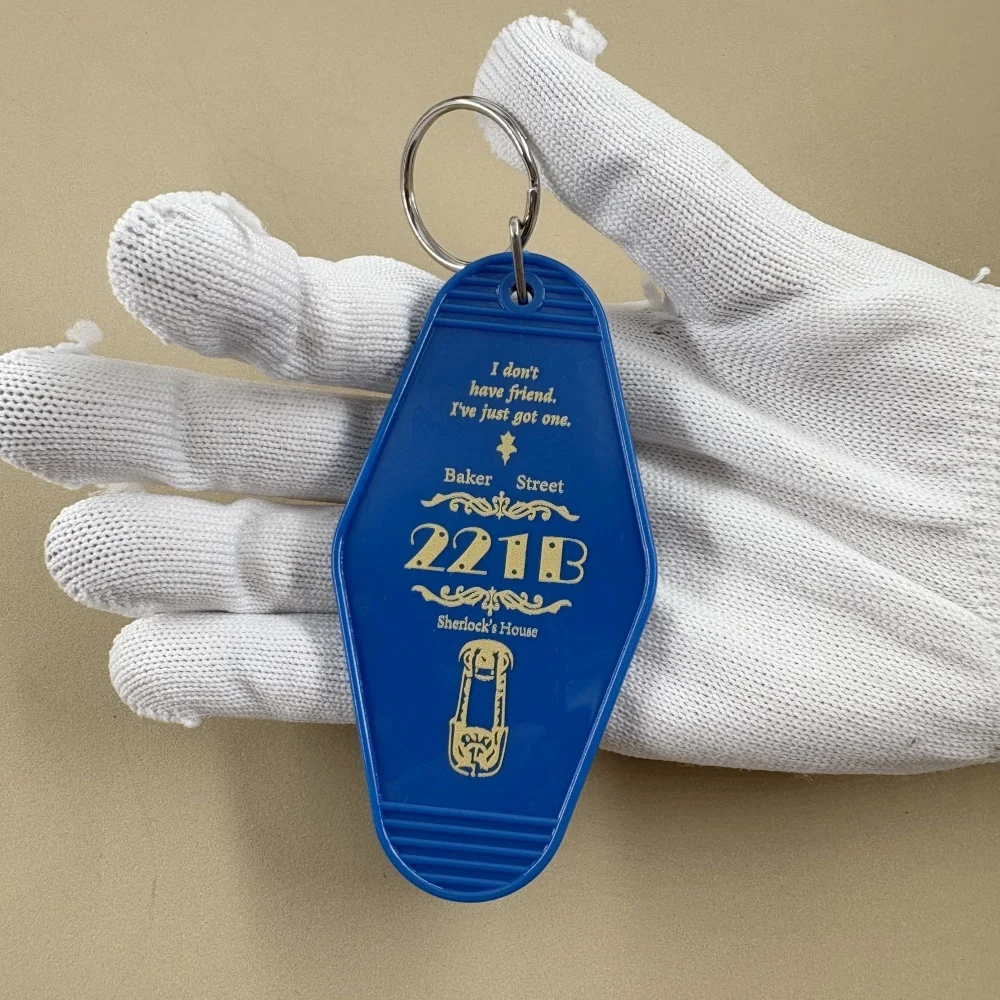 I don't
have friend.
I've just got one.
Baker Street
221B
Sherlock's House